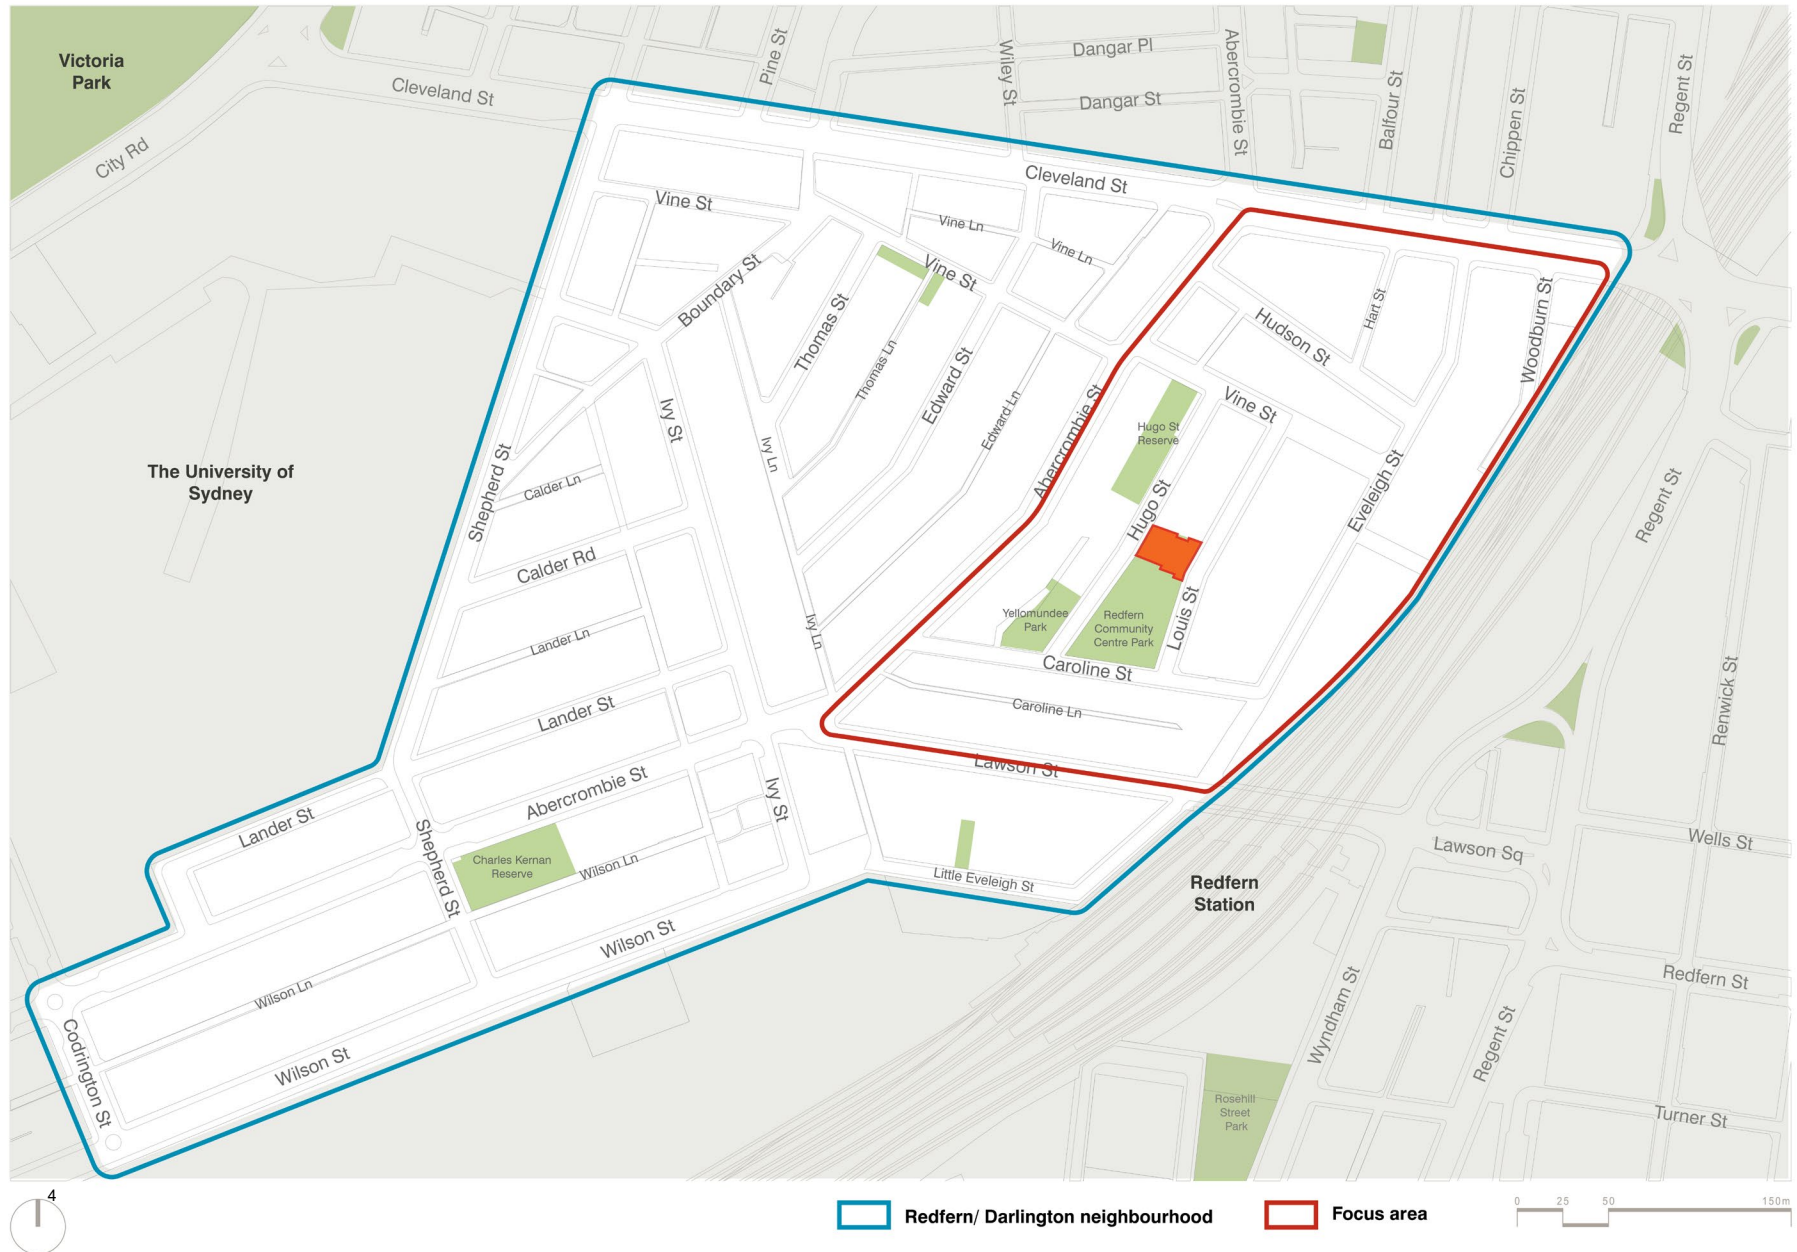 Victoria
Park
Cleveland St
City Rd
Pine St
Wiley St
Dangar Pl
Dangar St
Abercrombie St
Balfour St
Chippen St
Regent St
Cleveland St
Vine St
Vine Ln
Vine Ln
Vine St
Boundary St
Thomas St
Thomas Ln
Edward St
Edward Ln
Hudson St
Hart St
Woodburn St
Ivy St
Ivy Ln
Abercrombie St
Hugo St
Reserve
Vine St
Hugo St
Eveleigh St
Regent St
The University of
Sydney
Shepherd St
Calder Ln
Calder Rd
Lander Ln
Ivy Ln
Yellomundee
Park
Redfern
Community
Centre Park
Louis St
Caroline St
Caroline Ln
Renwick St
Lander St
Abercrombie St
Ivy St
Lawson St
Lander St
Shepherd St
Charles Kernan
Reserve
Wilson Ln
Little Eveleigh St
Redfern
Station
Lawson Sq
Wells St
Wilson St
Wilson Ln
Codrington St
Wilson St
Wyndham St
Regent St
Redfern St
Rosehill
Street
Park
Turner St
4
Redfern/ Darlington neighbourhood
Focus area
0 25 50 150m